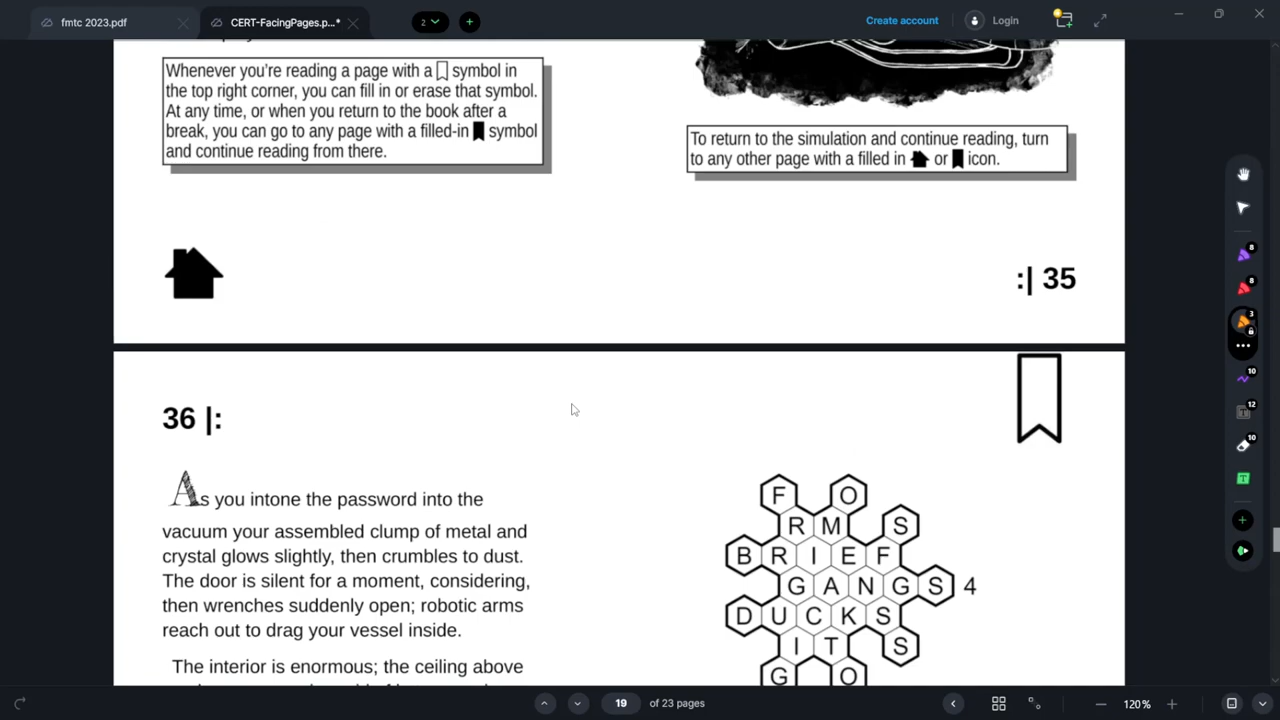 fmtc 2023.pdf
CERT-FacingPages.p...*
2
Create account
Login
Whenever you're reading a page with a symbol in
the top right corner, you can fill in or erase that symbol.
At any time, or when you return to the book after a
break, you can go to any page with a filled-in symbol
and continue reading from there.
To return to the simulation and continue reading, turn
to any other page with a filled in or icon.
:| 35
36 |:
As you intone the password into the
vacuum your assembled clump of metal and
crystal glows slightly, then crumbles to dust.
The door is silent for a moment, considering,
then wrenches suddenly open; robotic arms
reach out to drag your vessel inside.
The interior is enormous; the ceiling above
F O
R M S
B R I E F
G A N G S 4
D U C K S
I T S
G O
8
8
3
10
12
10
19 of 23 pages
120%